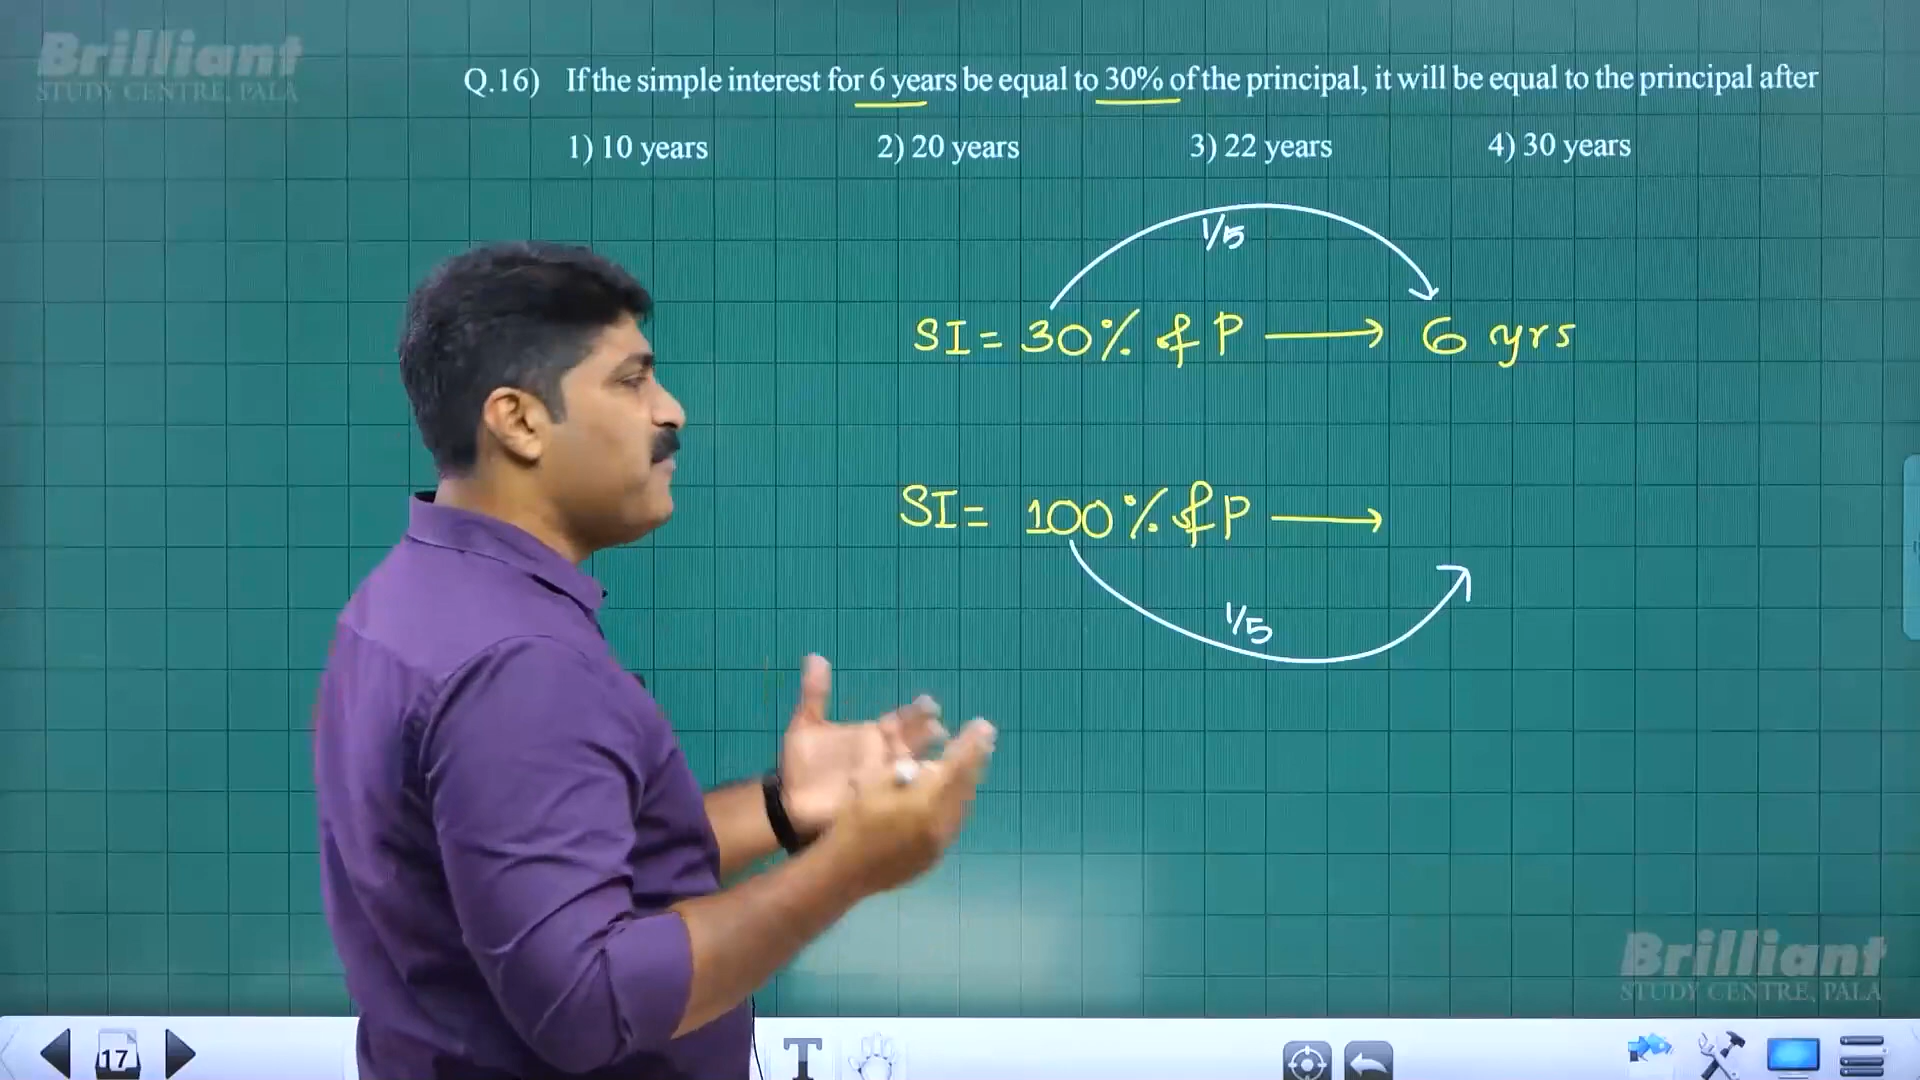 Brilliant
STUDY CENTRE, PALA
Q.16) If the simple interest for 6 years be equal to 30% of the principal, it will be equal to the principal after
1) 10 years 2) 20 years 3) 22 years 4) 30 years
1/5
SI = 30% of P → 6 yrs
SI = 100% of P →
1/5
Brilliant
STUDY CENTRE, PALA
17
T